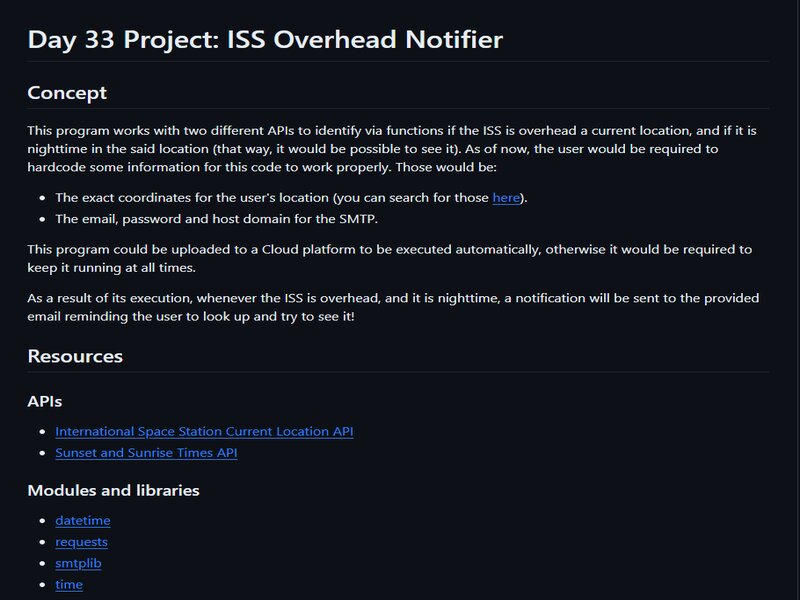 Day 33 Project: ISS Overhead Notifier
Concept
This program works with two different APIs to identify via functions if the ISS is overhead a current location, and if it is
nighttime in the said location (that way, it would be possible to see it). As of now, the user would be required to
hardcode some information for this code to work properly. Those would be:
The exact coordinates for the user's location (you can search for those here).
The email, password and host domain for the SMTP.
This program could be uploaded to a Cloud platform to be executed automatically, otherwise it would be required to
keep it running at all times.
As a result of its execution, whenever the ISS is overhead, and it is nighttime, a notification will be sent to the provided
email reminding the user to look up and try to see it!
Resources
APIs
International Space Station Current Location API
Sunset and Sunrise Times API
Modules and libraries
datetime
requests
smtplib
time